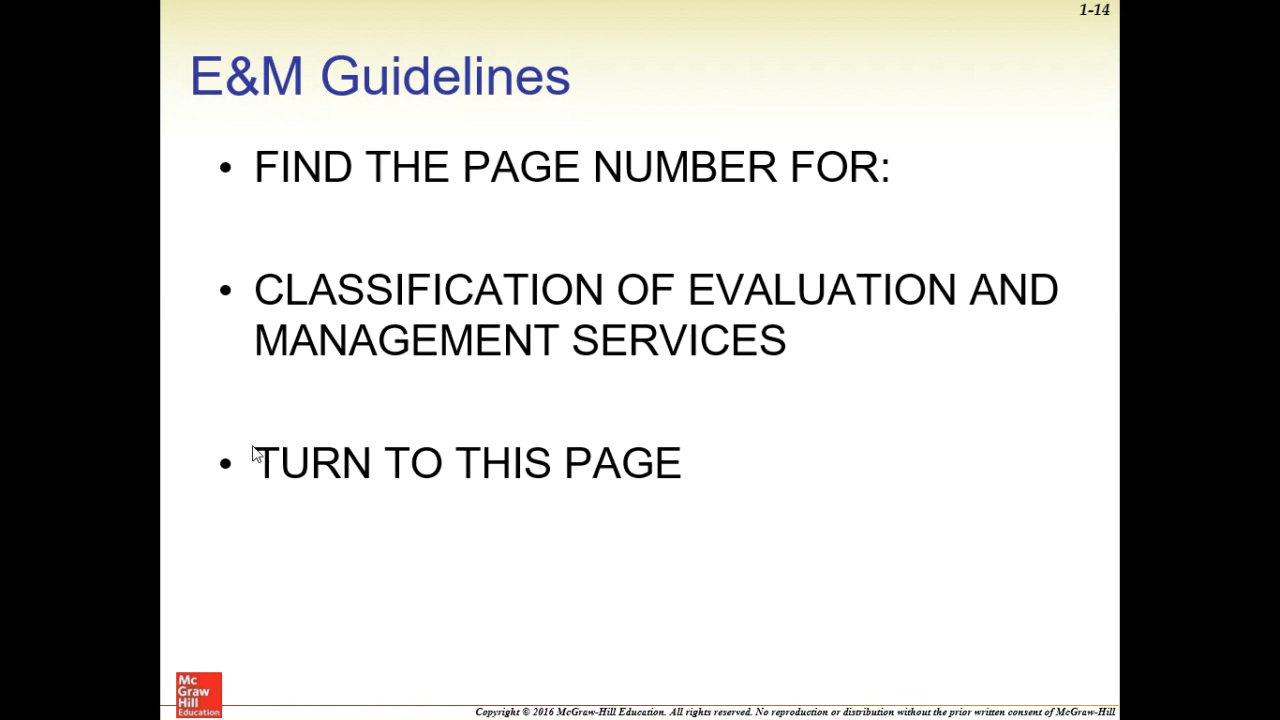 1-14
E&M Guidelines
• FIND THE PAGE NUMBER FOR:
• CLASSIFICATION OF EVALUATION AND
MANAGEMENT SERVICES
• TURN TO THIS PAGE
Mc
Graw
Hill
Education
Copyright © 2016 McGraw-Hill Education. All rights reserved. No reproduction or distribution without the prior written consent of McGraw-Hill